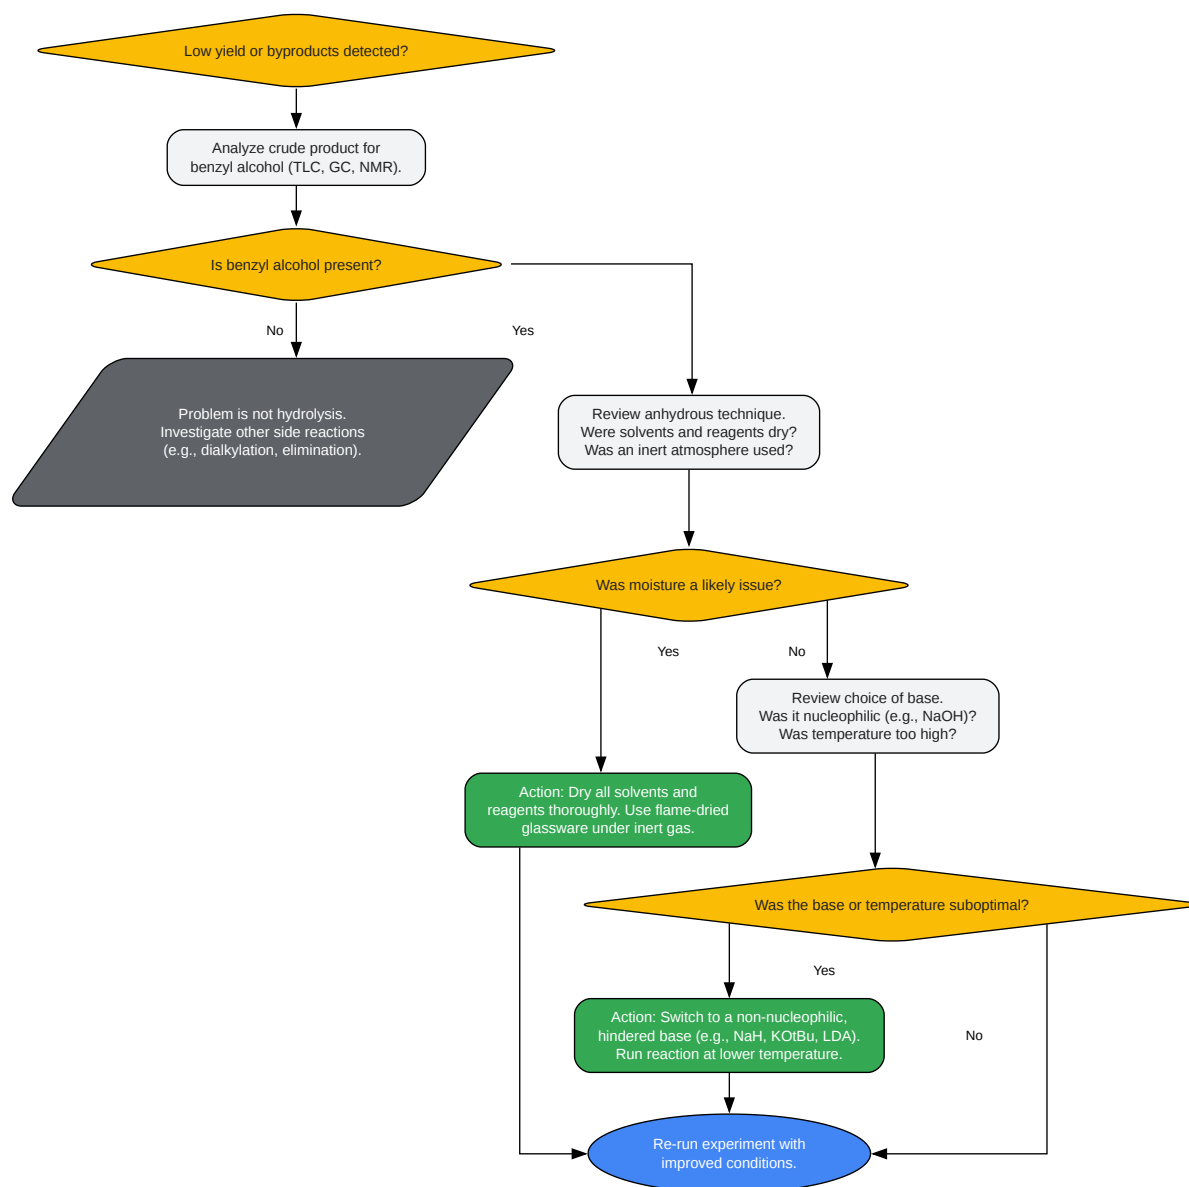 Low yield or byproducts detected?
Analyze crude product for
benzyl alcohol (TLC, GC, NMR).
Is benzyl alcohol present?
No
Yes
Problem is not hydrolysis.
Investigate other side reactions
(e.g., dialkylation, elimination).
Review anhydrous technique.
Were solvents and reagents dry?
Was an inert atmosphere used?
Was moisture a likely issue?
Yes
No
Review choice of base.
Was it nucleophilic (e.g., NaOH)?
Was temperature too high?
Action: Dry all solvents and
reagents thoroughly. Use flame-dried
glassware under inert gas.
Was the base or temperature suboptimal?
Yes
Action: Switch to a non-nucleophilic,
hindered base (e.g., NaH, KOtBu, LDA).
Run reaction at lower temperature.
No
Re-run experiment with
improved conditions.